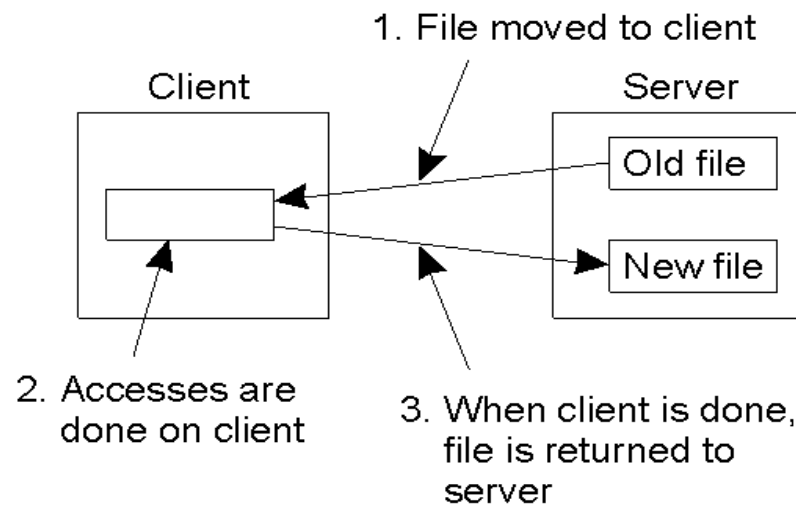 1. File moved to client
Client
Server
Old file
New file
2. Accesses are
done on client
3. When client is done,
file is returned to
server